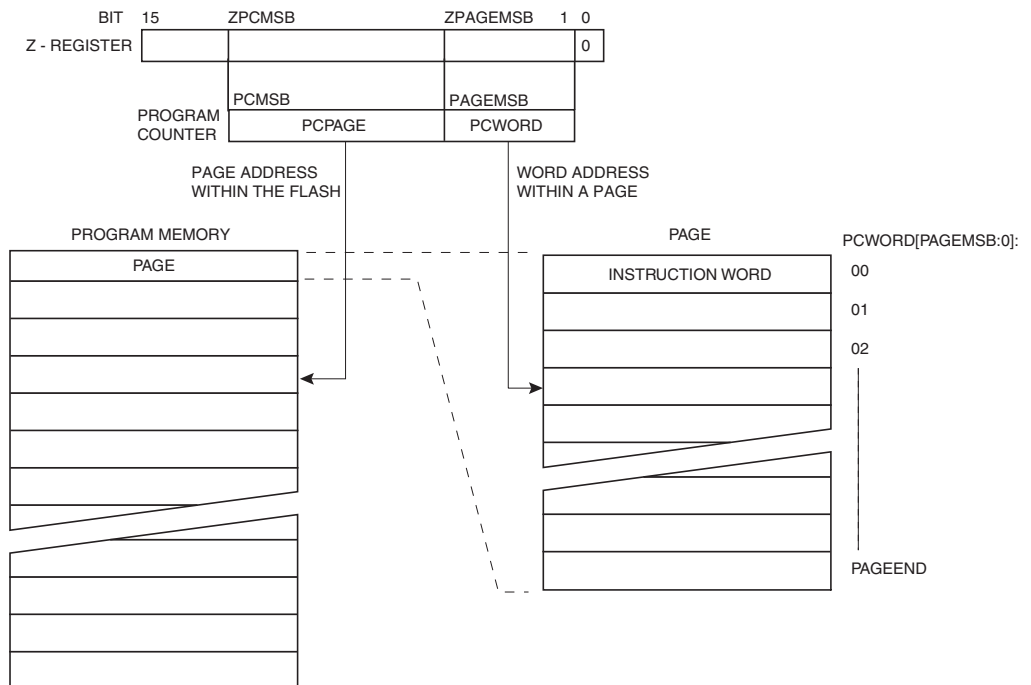 BIT 15 ZPCMSB ZPAGEMSB 1 0
Z - REGISTER 0
PCMSB PAGEMSB
PROGRAM
COUNTER
PCPAGE PCWORD
PAGE ADDRESS
WITHIN THE FLASH
WORD ADDRESS
WITHIN A PAGE
PROGRAM MEMORY
PAGE
PAGE
PCWORD[PAGEMSB:0]:
INSTRUCTION WORD
00
01
02
PAGEEND